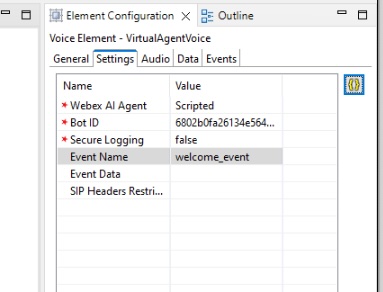 Element Configuration Outline
Voice Element - VirtualAgentVoice
General Settings Audio Data Events
Name Value
* Webex AI Agent Scripted
* Bot ID 6802b0fa26134e564...
* Secure Logging false
Event Name welcome_event
Event Data
SIP Headers Restri...